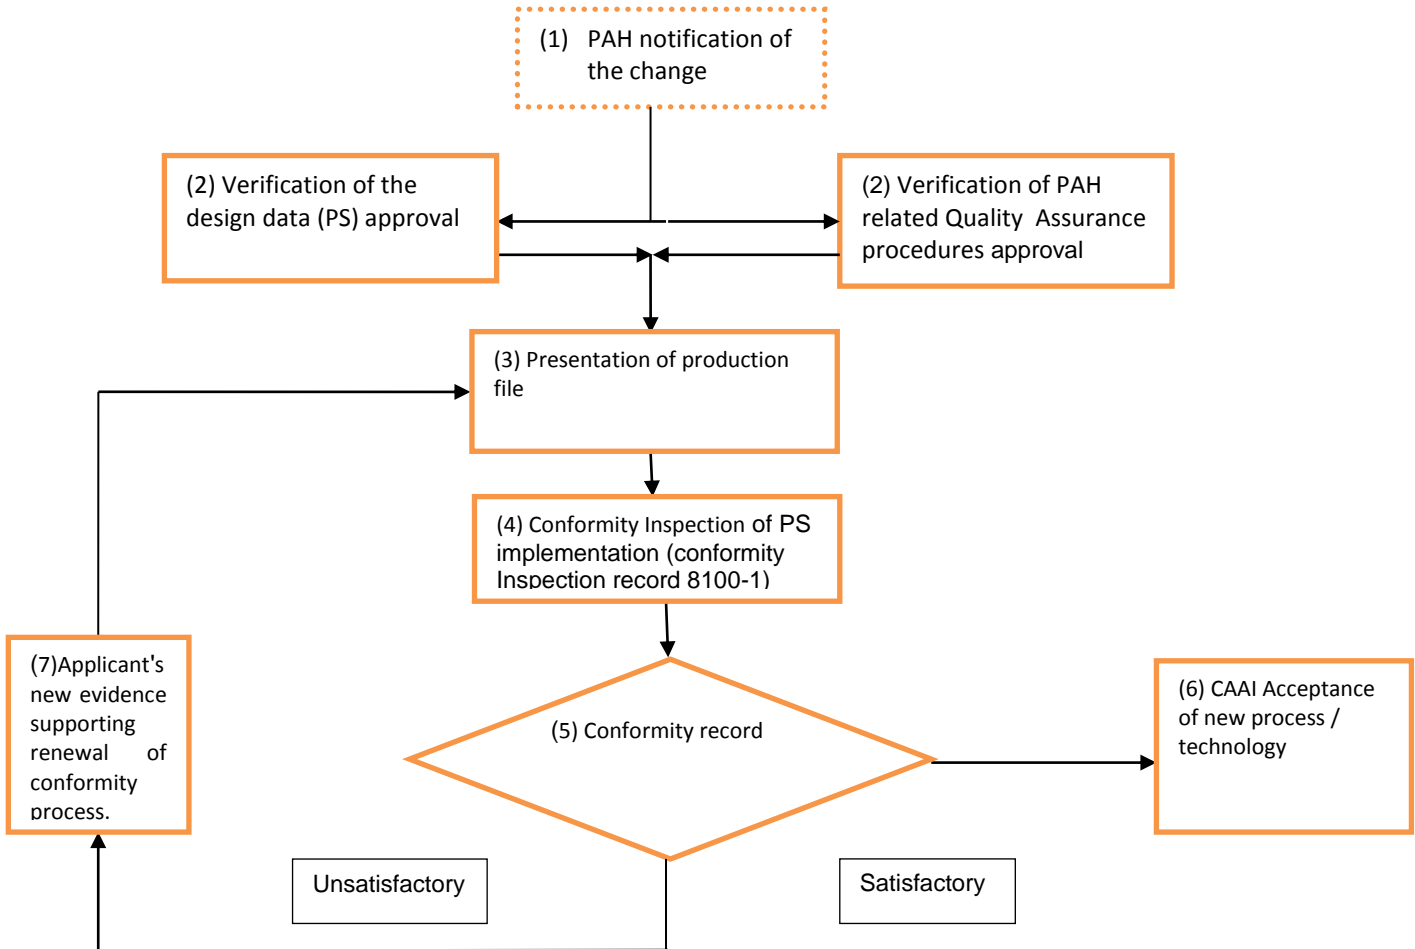 (1) PAH notification of
the change
(2) Verification of the
design data (PS) approval
(2) Verification of PAH
related Quality Assurance
procedures approval
(3) Presentation of production
file
(4) Conformity Inspection of PS
implementation (conformity
Inspection record 8100-1)
(5) Conformity record
(6) CAAI Acceptance
of new process /
technology
(7)Applicant's
new evidence
supporting
renewal of
conformity
process.
Unsatisfactory
Satisfactory